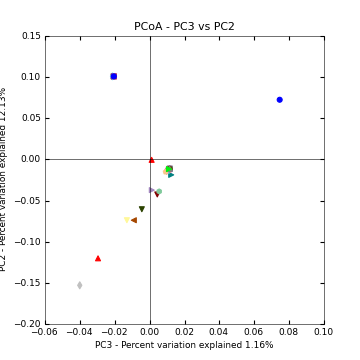 PCoA - PC3 vs PC2
PC2 - Percent variation explained 12.13%
0.15
0.10
0.05
0.00
−0.05
−0.10
−0.15
−0.20
−0.06 −0.04 −0.02 0.00 0.02 0.04 0.06 0.08 0.10
PC3 - Percent variation explained 1.16%